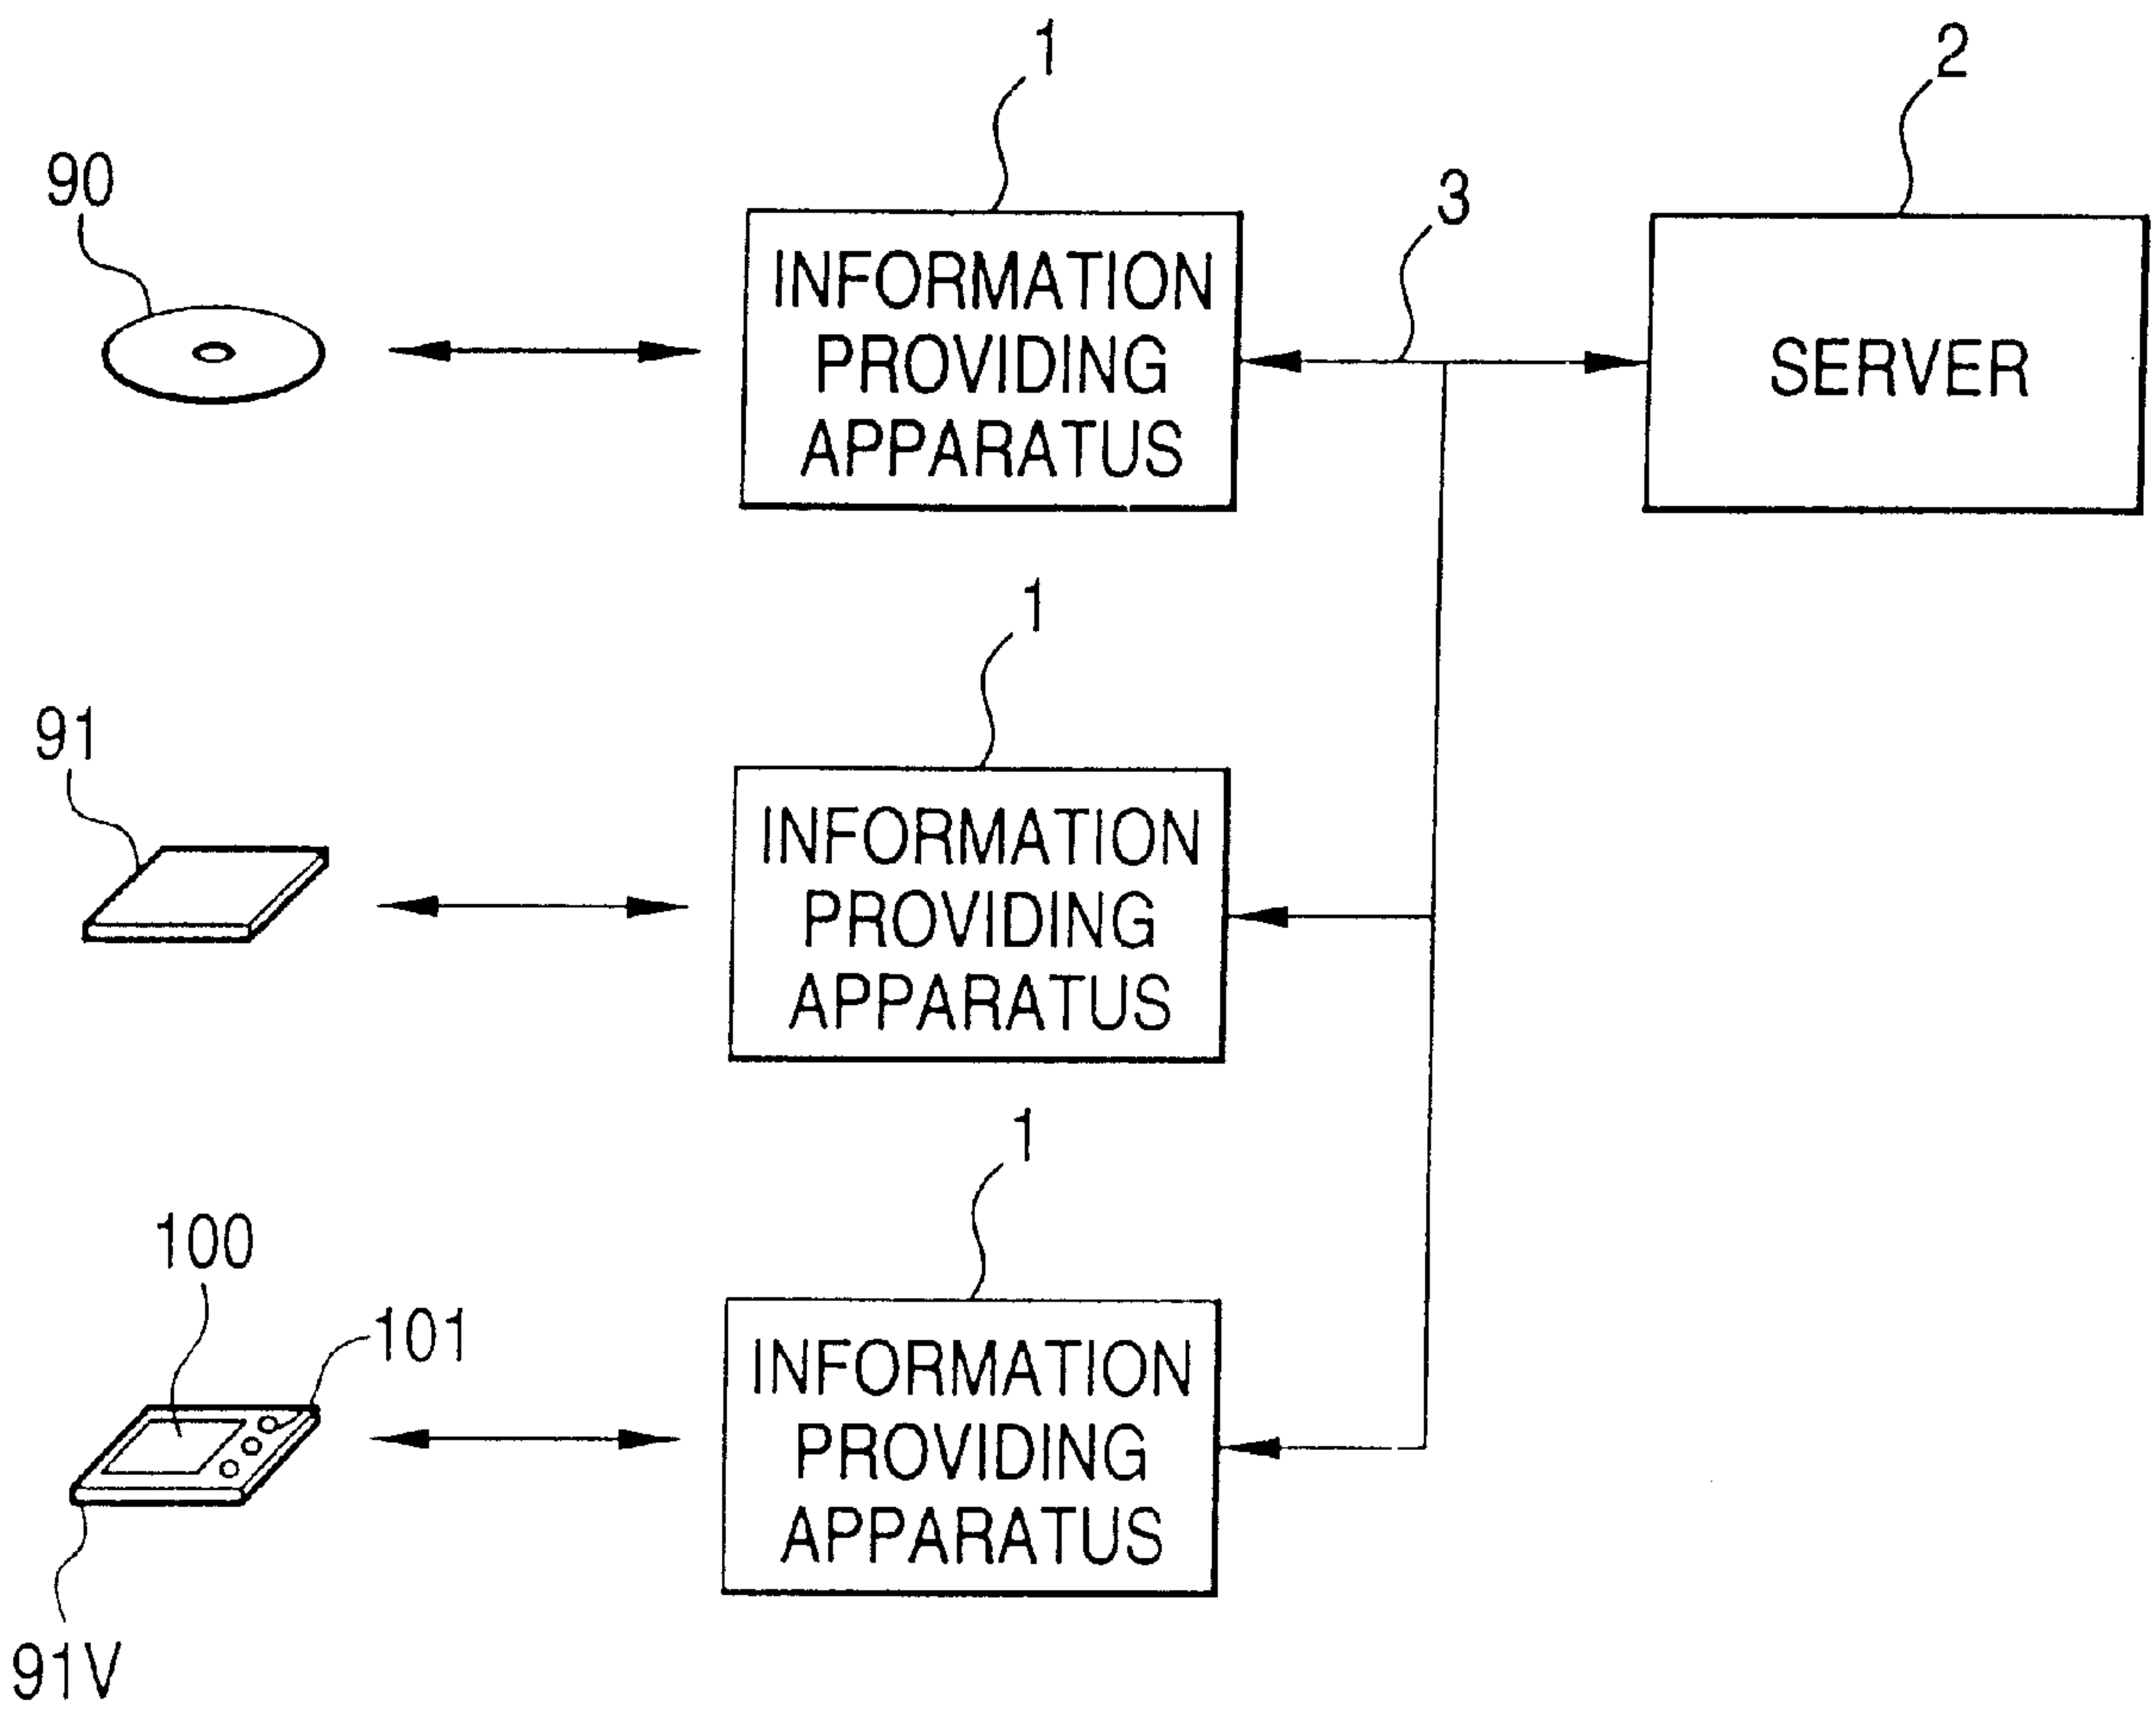 1
2
90
3
INFORMATION
PROVIDING
APPARATUS
SERVER
1
91
INFORMATION
PROVIDING
APPARATUS
1
100
101
INFORMATION
PROVIDING
APPARATUS
91V